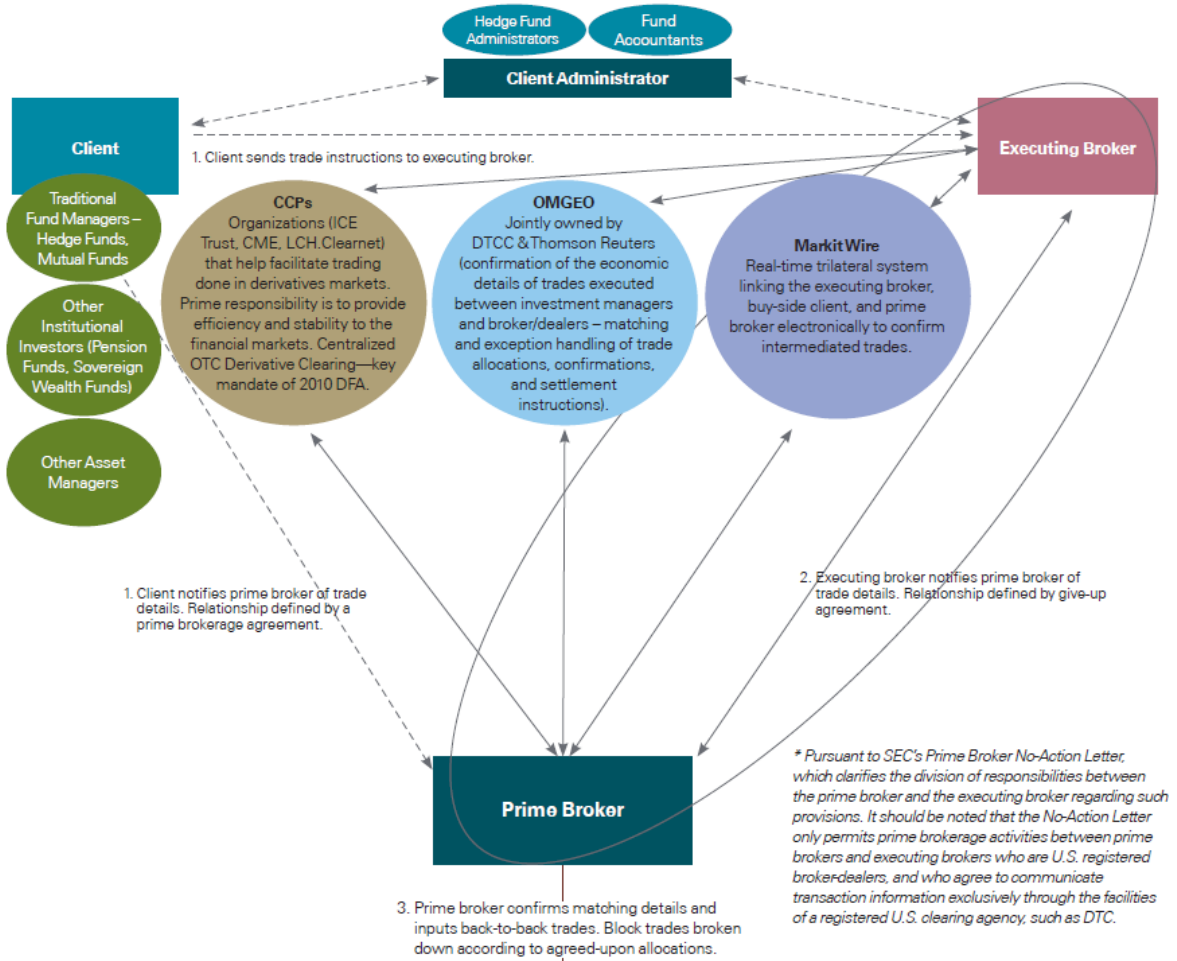 Hedge Fund
Administrators
Fund
Accountants
Client Administrator
Client
Executing Broker
1. Client sends trade instructions to executing broker.
Traditional
Fund Managers –
Hedge Funds,
Mutual Funds
Other
Institutional
Investors (Pension
Funds, Sovereign
Wealth Funds)
Other Asset
Managers
CCPs
Organizations (ICE
Trust, CME, LCH.Clearnet)
that help facilitate trading
done in derivatives markets.
Prime responsibility is to provide
efficiency and stability to the
financial markets. Centralized
OTC Derivative Clearing—key
mandate of 2010 DFA.
OMGEO
Jointly owned by
DTCC & Thomson Reuters
(confirmation of the economic
details of trades executed
between investment managers
and broker/dealers – matching
and exception handling of trade
allocations, confirmations,
and settlement
instructions).
Markit Wire
Real-time trilateral system
linking the executing broker,
buy-side client, and prime
broker electronically to confirm
intermediated trades.
1. Client notifies prime broker of trade
details. Relationship defined by a
prime brokerage agreement.
2. Executing broker notifies prime broker of
trade details. Relationship defined by give-up
agreement.
Prime Broker
* Pursuant to SEC's Prime Broker No-Action Letter,
which clarifies the division of responsibilities between
the prime broker and the executing broker regarding such
provisions. It should be noted that the No-Action Letter
only permits prime brokerage activities between prime
brokers and executing brokers who are U.S. registered
broker-dealers, and who agree to communicate
transaction information exclusively through the facilities
of a registered U.S. clearing agency, such as DTC.
3. Prime broker confirms matching details and
inputs back-to-back trades. Block trades broken
down according to agreed-upon allocations.